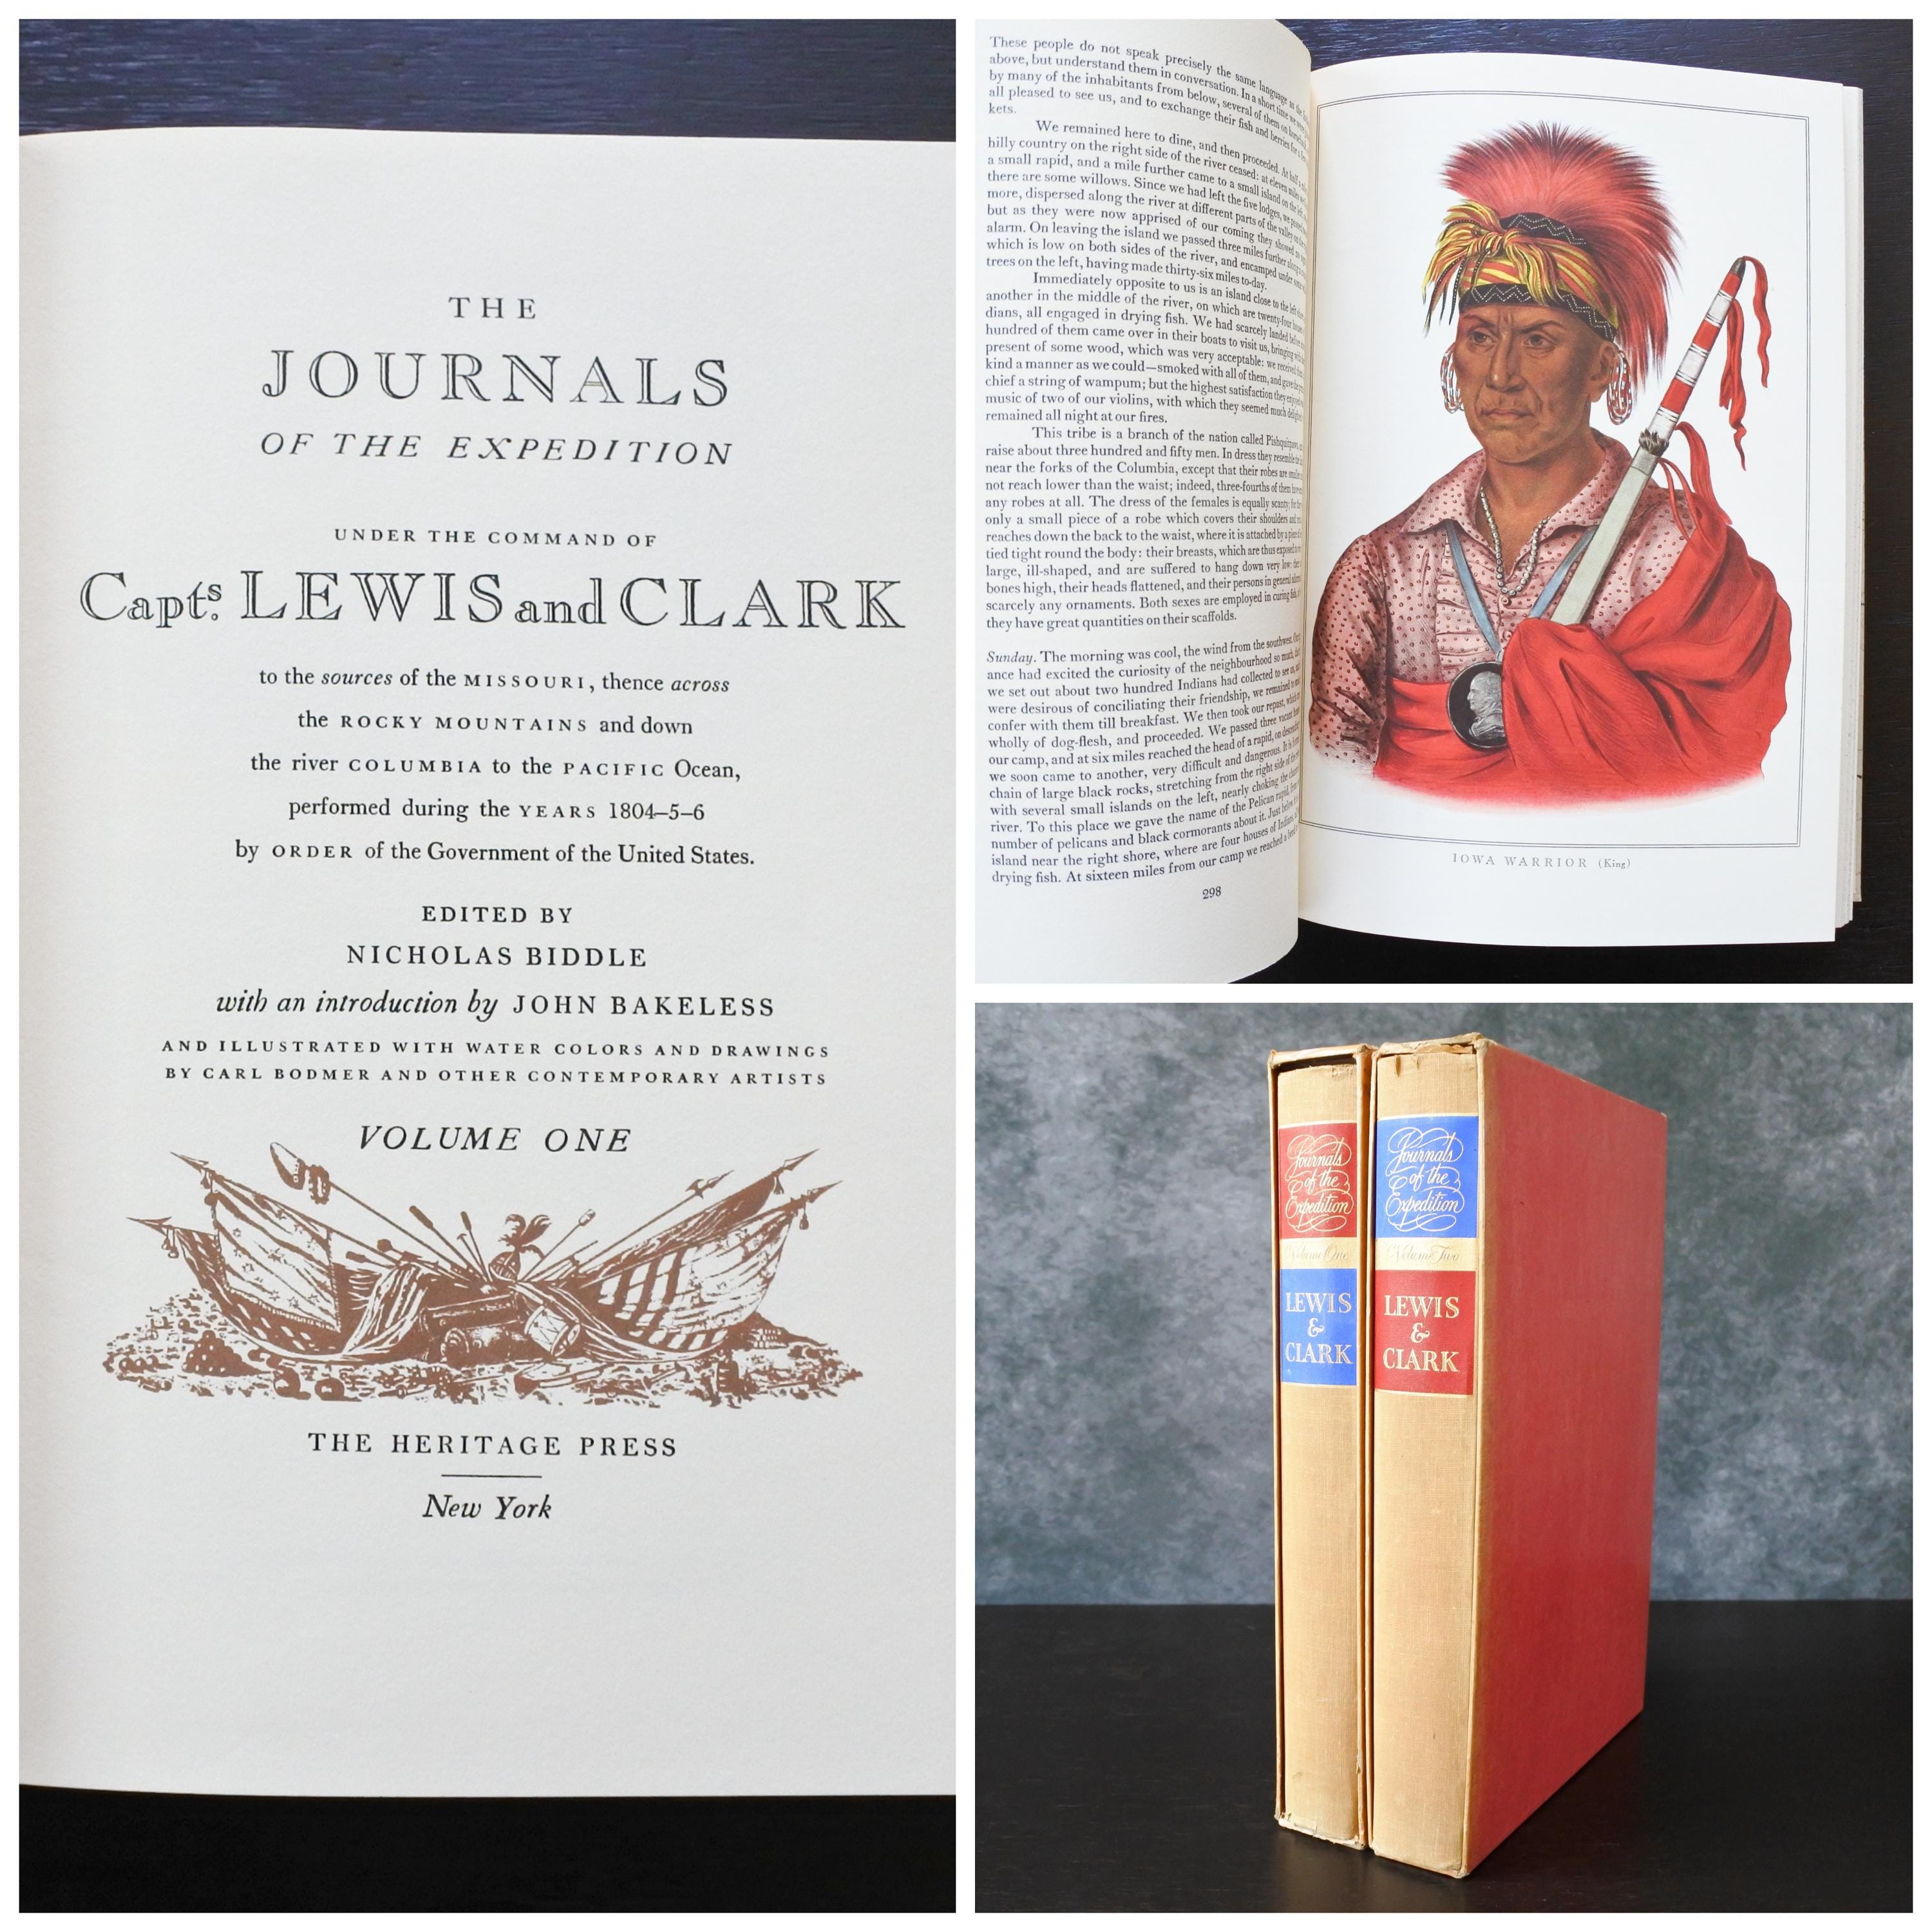 THE
JOURNALS
OF THE EXPEDITION
UNDER THE COMMAND OF
Capts. LEWIS and CLARK
to the sources of the MISSOURI, thence across
the ROCKY MOUNTAINS and down
the river COLUMBIA to the PACIFIC Ocean,
performed during the YEARS 1804–5–6
by ORDER of the Government of the United States.
EDITED BY
NICHOLAS BIDDLE
with an introduction by JOHN BAKELESS
AND ILLUSTRATED WITH WATER COLORS AND DRAWINGS
BY CARL BODMER AND OTHER CONTEMPORARY ARTISTS
VOLUME ONE
THE HERITAGE PRESS
New York
These people do not speak precisely the same language as
above, but understand them in conversation. In a short time we
by many of the inhabitants from below, several of them on
all pleased to see us, and to exchange their fish and berries for a
kets.
We remained here to dine, and then proceeded. At half a
hilly country on the right side of the river ceased: at eleven miles
a small rapid, and a mile further came to a small island on the left,
there are some willows. Since we had left the five lodges, we passed
more, dispersed along the river at different parts of the valley on
but as they were now apprised of our coming they showed no
alarm. On leaving the island we passed three miles further along a
which is low on both sides of the river, and encamped under
trees on the left, having made thirty-six miles to-day.
Immediately opposite to us is an island close to the left
another in the middle of the river, on which are twenty-four
dians, all engaged in drying fish. We had scarcely landed
hundred of them came over in their boats to visit us, bringing
present of some wood, which was very acceptable: we received
kind a manner as we could—smoked with all of them, and gave
chief a string of wampum; but the highest satisfaction they enjoyed
music of two of our violins, with which they seemed much
remained all night at our fires.
This tribe is a branch of the nation called Pishquitpaws,
raise about three hundred and fifty men. In dress they resemble
near the forks of the Columbia, except that their robes are
not reach lower than the waist; indeed, three-fourths of them
any robes at all. The dress of the females is equally scanty; for
only a small piece of a robe which covers their shoulders and
reaches down the back to the waist, where it is attached by a
tied tight round the body: their breasts, which are thus exposed
large, ill-shaped, and are suffered to hang down very low: their
bones high, their heads flattened, and their persons in general
scarcely any ornaments. Both sexes are employed in curing fish,
they have great quantities on their scaffolds.
Sunday. The morning was cool, the wind from the southwest.
ance had excited the curiosity of the neighbourhood so much,
we set out about two hundred Indians had collected to see us,
were desirous of conciliating their friendship, we remained
confer with them till breakfast. We then took our repast, which
wholly of dog-flesh, and proceeded. We passed three vacant
our camp, and at six miles reached the head of a rapid, on
we soon came to another, very difficult and dangerous. It is
chain of large black rocks, stretching from the right side of
with several small islands on the left, nearly choking the
river. To this place we gave the name of the Pelican rapid, from
number of pelicans and black cormorants about it. Just below
island near the right shore, where are four houses of Indians,
drying fish. At sixteen miles from our camp we reached a
298
IOWA WARRIOR (King)
Journals
of the
Expedition
Volume One
LEWIS
&
CLARK
Journals
of the
Expedition
Volume Two
LEWIS
&
CLARK